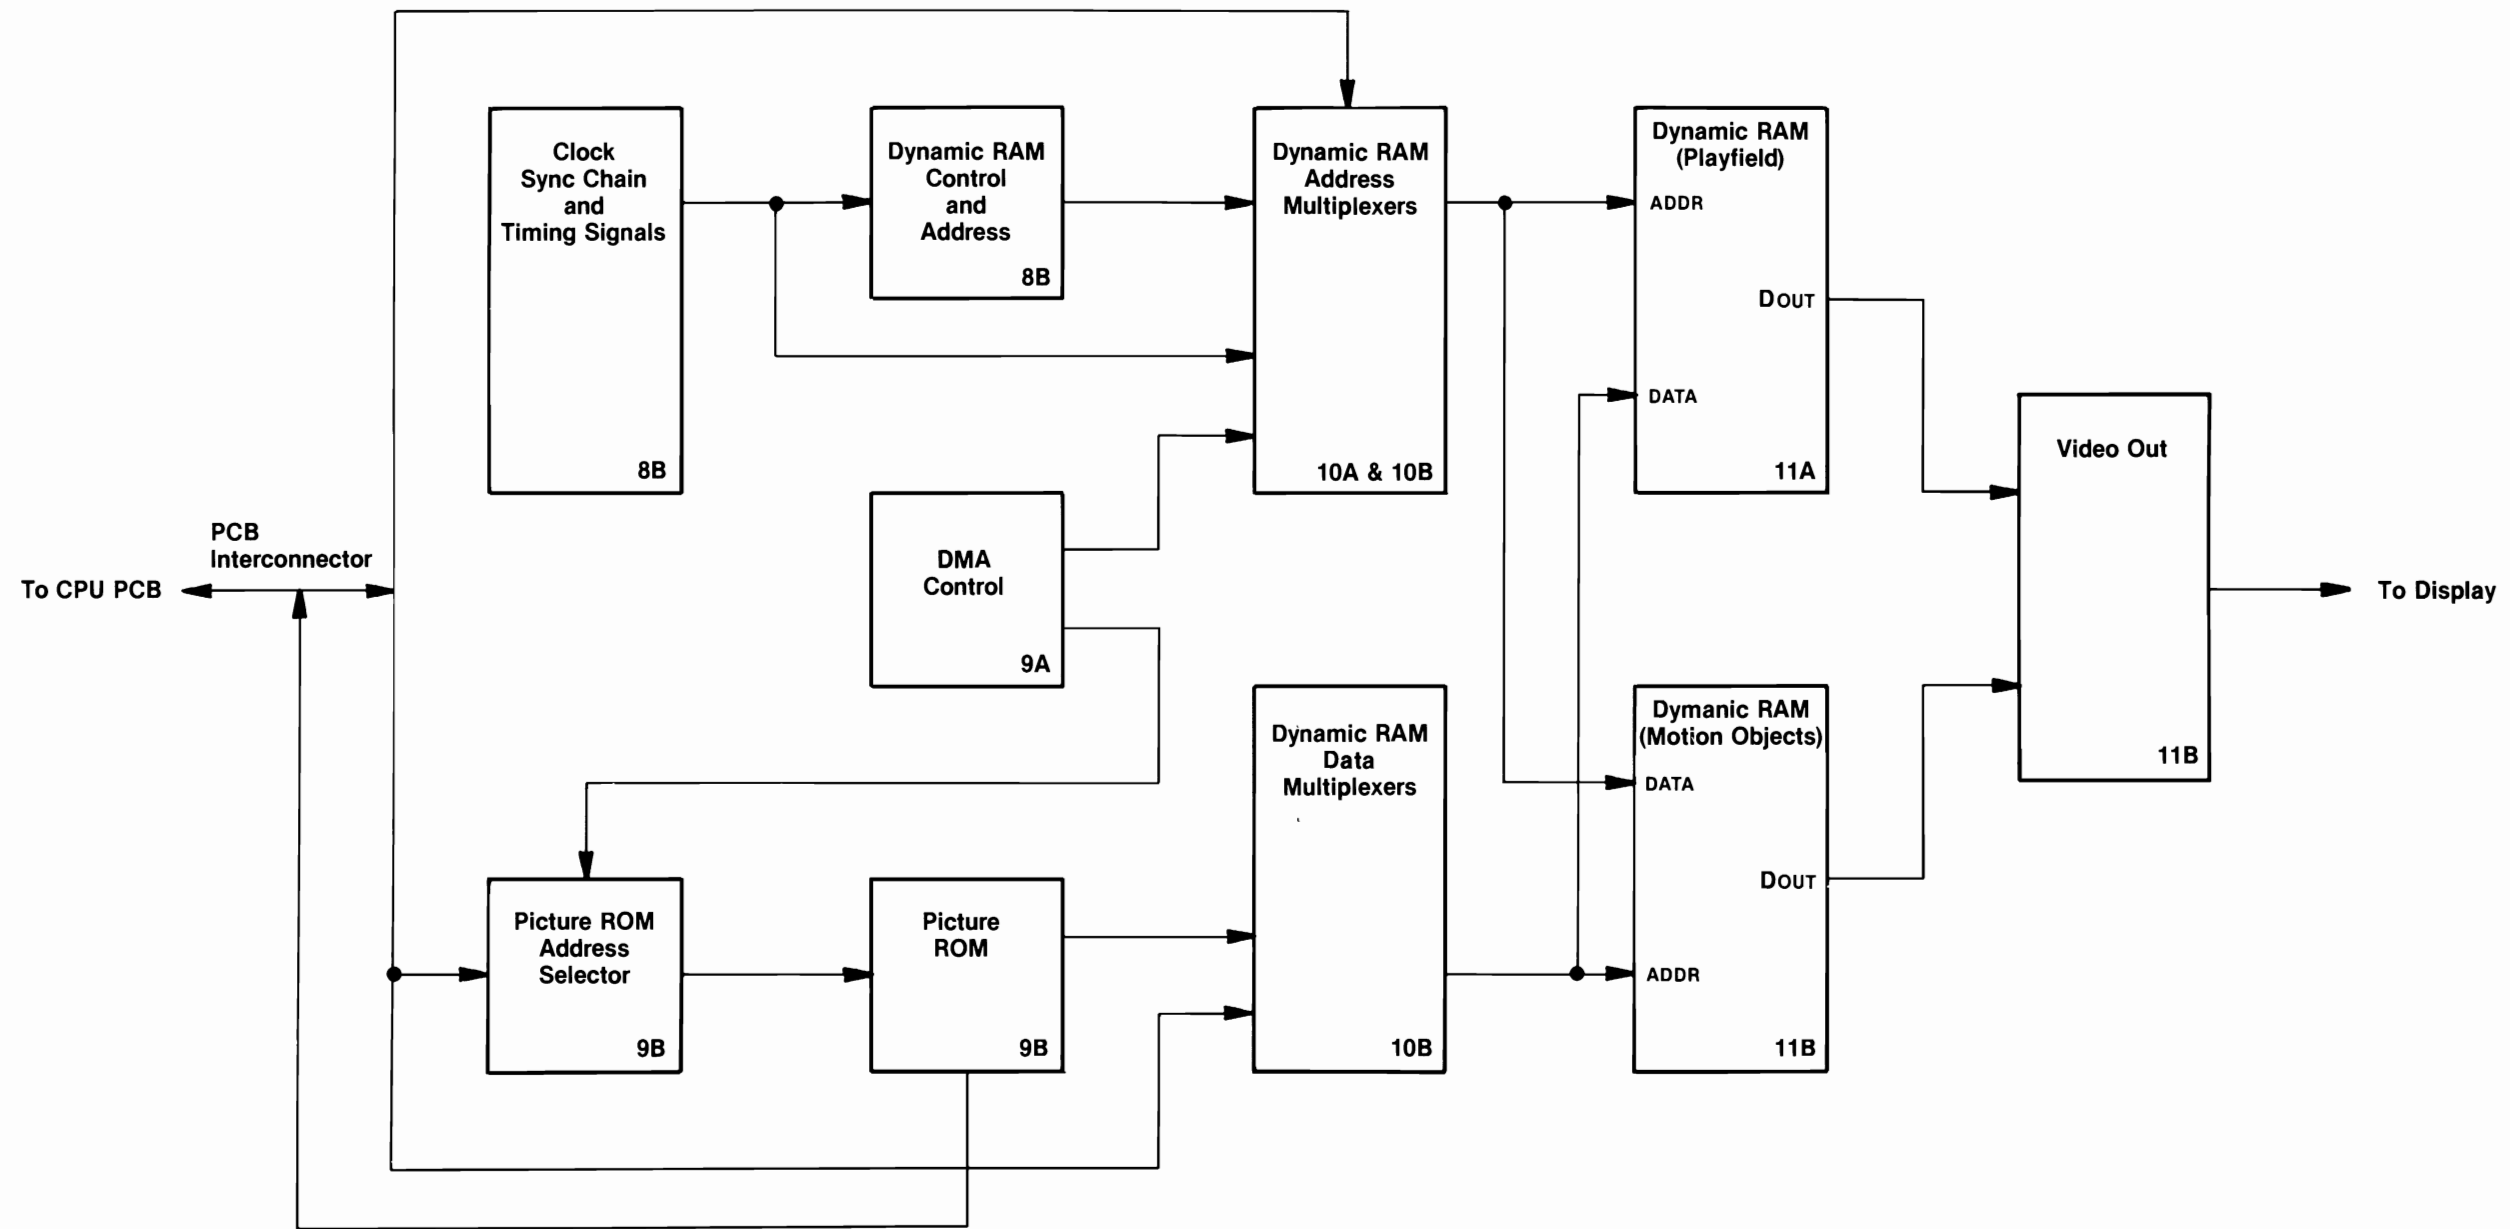 Clock
Sync Chain
and
Timing Signals
8B
Dynamic RAM
Control
and
Address
8B
Dynamic RAM
Address
Multiplexers
10A & 10B
Dynamic RAM
(Playfield)
ADDR
DOUT
DATA
11A
PCB
Interconnector
To CPU PCB
DMA
Control
9A
Video Out
11B
To Display
Dynamic RAM
Data
Multiplexers
10B
Dymanic RAM
(Motion Objects)
DATA
DOUT
ADDR
11B
Picture ROM
Address
Selector
9B
Picture
ROM
9B